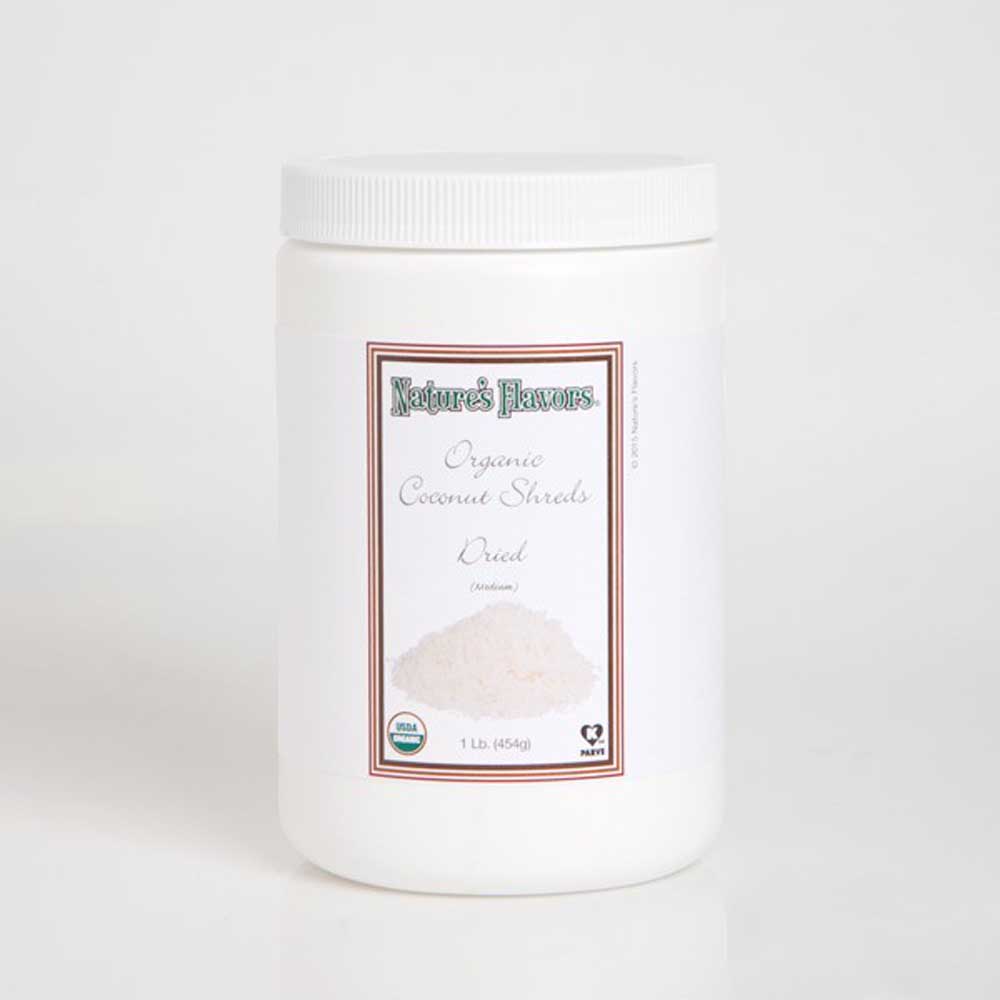 Nature's Flavors
Organic
Coconut Shreds
Dried
(Medium)
USDA
ORGANIC
1 Lb. (454g)
K
PARVE
© 2015 Nature's Flavors